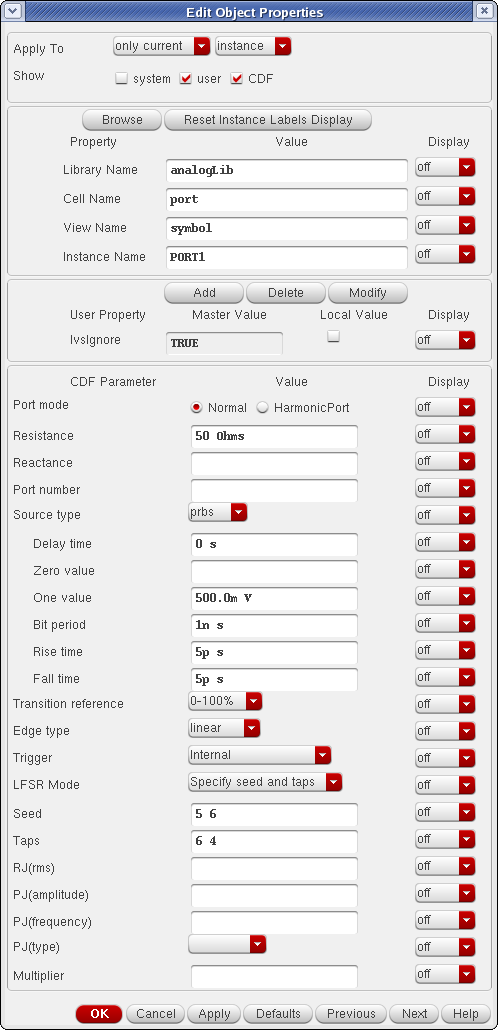 Edit Object Properties
Apply To only current instance
Show system user CDF
Browse Reset Instance Labels Display
Property Value Display
Library Name analogLib off
Cell Name port off
View Name symbol off
Instance Name PORT1 off
Add Delete Modify
User Property Master Value Local Value Display
lvsIgnore TRUE off
CDF Parameter Value Display
Port mode Normal HarmonicPort off
Resistance 50 Ohms off
Reactance off
Port number off
Source type prbs off
Delay time 0 s off
Zero value off
One value 500.0m V off
Bit period 1n s off
Rise time 5p s off
Fall time 5p s off
Transition reference 0-100% off
Edge type linear off
Trigger Internal off
LFSR Mode Specify seed and taps off
Seed 5 6 off
Taps 6 4 off
RJ(rms) off
PJ(amplitude) off
PJ(frequency) off
PJ(type) off
Multiplier off
OK Cancel Apply Defaults Previous Next Help